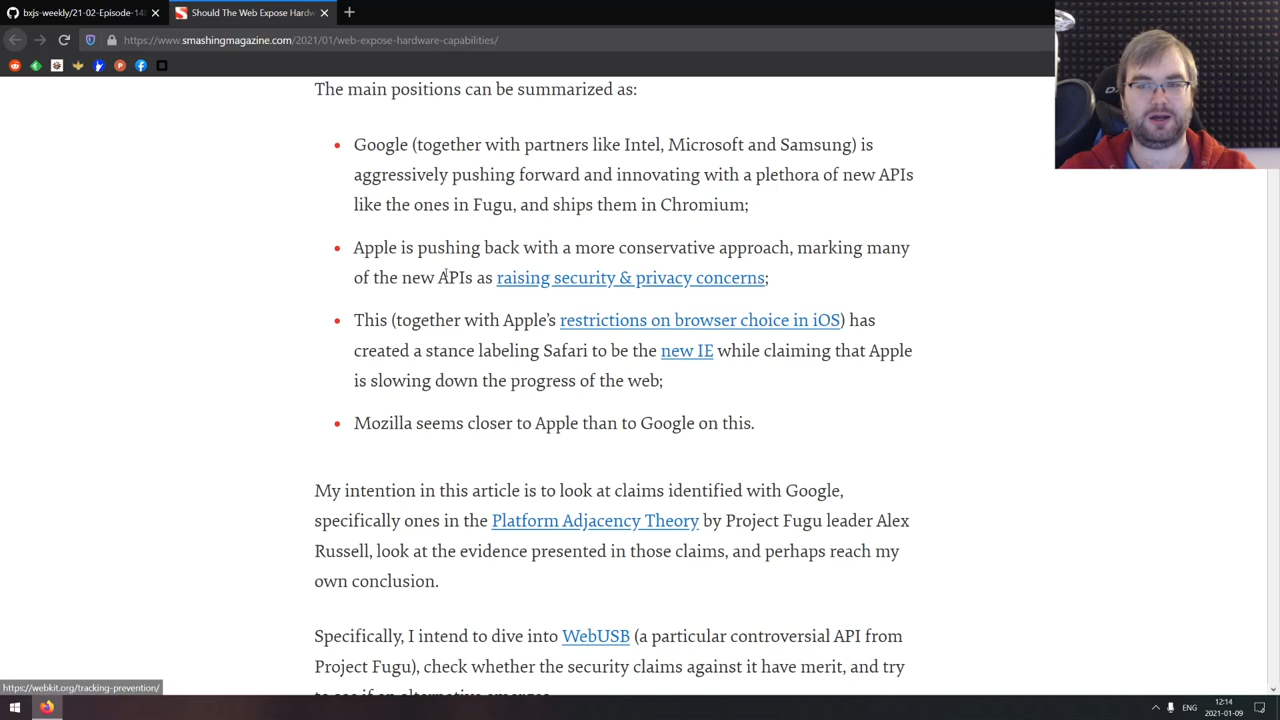 bxjs-weekly/21-02-Episode-148
Should The Web Expose Hardw
https://www.smashingmagazine.com/2021/01/web-expose-hardware-capabilities/
The main positions can be summarized as:
Google (together with partners like Intel, Microsoft and Samsung) is
aggressively pushing forward and innovating with a plethora of new APIs
like the ones in Fugu, and ships them in Chromium;
Apple is pushing back with a more conservative approach, marking many
of the new APIs as raising security & privacy concerns;
This (together with Apple's restrictions on browser choice in iOS) has
created a stance labeling Safari to be the new IE while claiming that Apple
is slowing down the progress of the web;
Mozilla seems closer to Apple than to Google on this.
My intention in this article is to look at claims identified with Google,
specifically ones in the Platform Adjacency Theory by Project Fugu leader Alex
Russell, look at the evidence presented in those claims, and perhaps reach my
own conclusion.
Specifically, I intend to dive into WebUSB (a particular controversial API from
Project Fugu), check whether the security claims against it have merit, and try
to see if an alternative emerges.
https://webkit.org/tracking-prevention/
ENG
12:14
2021-01-09